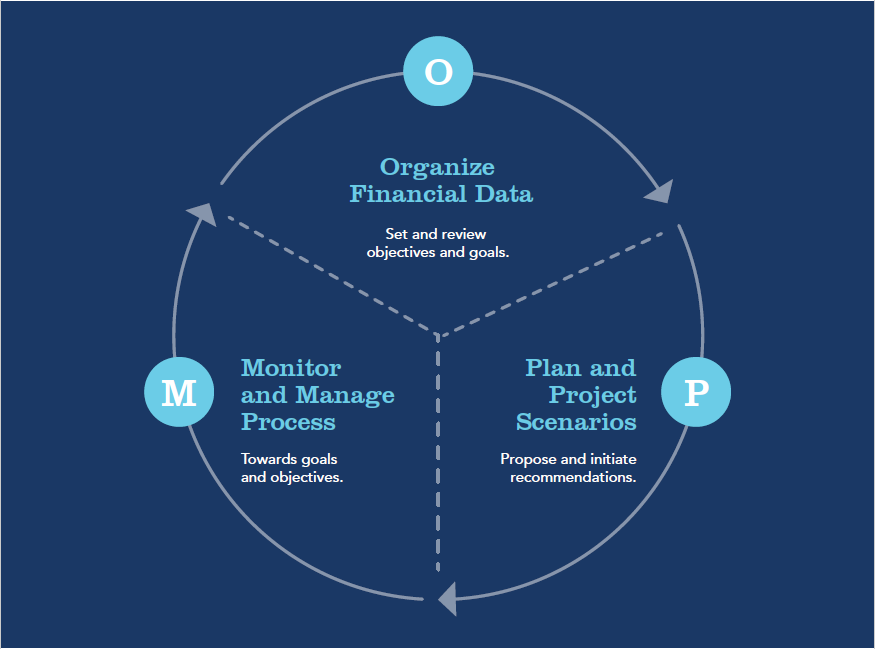 O
Organize
Financial Data
Set and review
objectives and goals.
M
Monitor
and Manage
Process
Towards goals
and objectives.
Plan and
Project
Scenarios
Propose and initiate
recommendations.
P